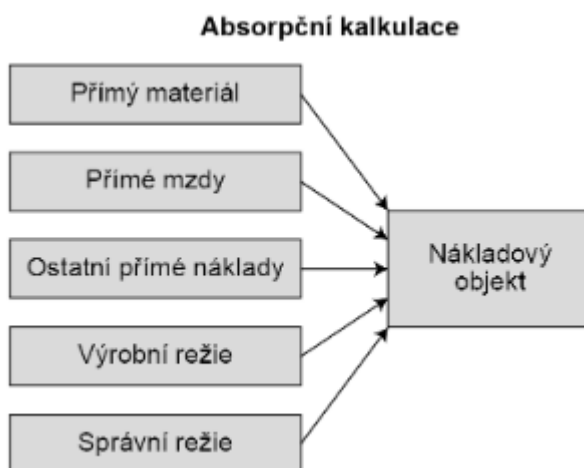 Absorpční kalkulace
Přímý materiál
Přímé mzdy
Ostatní přímé náklady
Výrobní režie
Správní režie
Nákladový
objekt